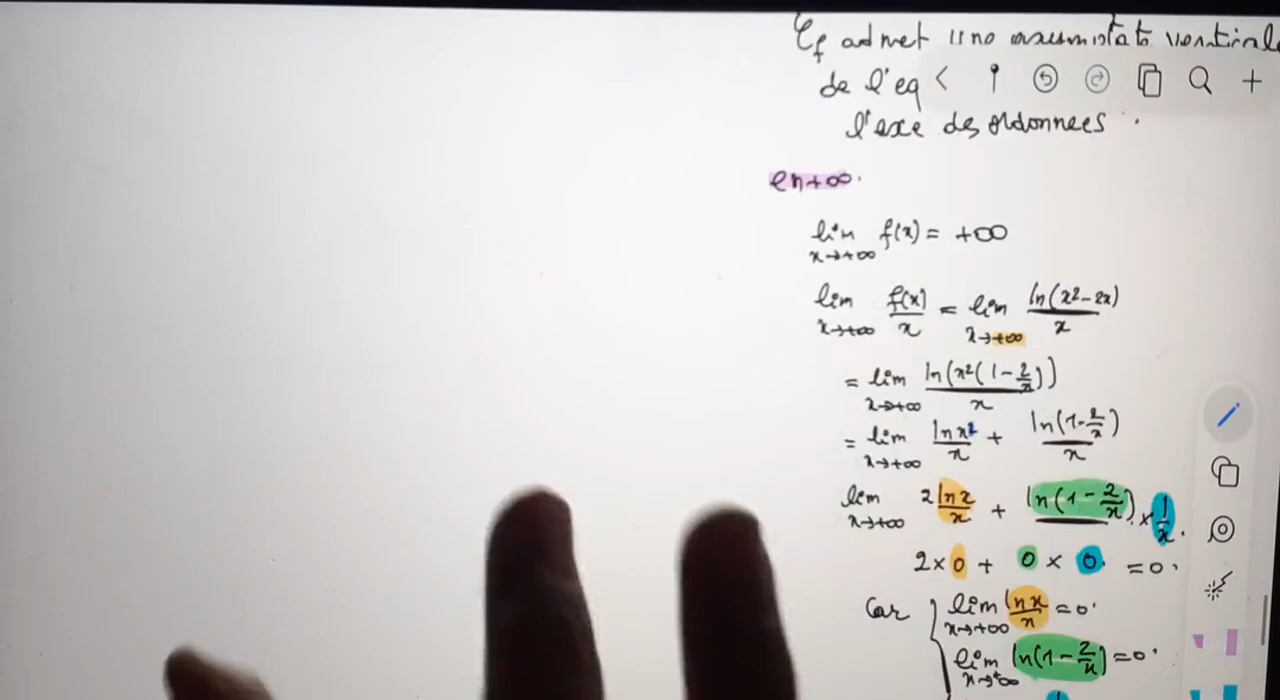 Cf admet une asymptote verticale
de l'eq
l'exe des ordonnees .
en +∞.
lim x→+∞ f(x) = +∞
lim x→+∞ f(x)/x = lim x→+∞ ln(x²-2x)/x
= lim x→+∞ ln(x²(1-2/x))/x
= lim x→+∞ ln x²/x + ln(1-2/x)/x
lim x→+∞ 2 ln x/x + ln(1-2/x) × 1/x .
2 × 0 + 0 × 0 = 0 .
Car { lim x→+∞ ln x/x = 0 .
lim x→+∞ ln(1-2/x) = 0 .